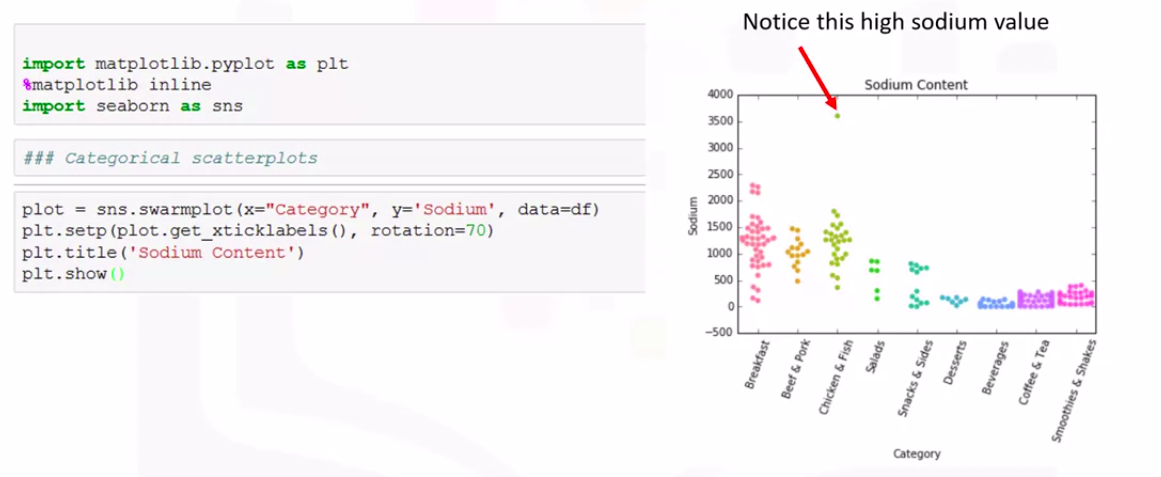 Notice this high sodium value
import matplotlib.pyplot as plt
%matplotlib inline
import seaborn as sns
### Categorical scatterplots
plot = sns.swarmplot(x="Category", y='Sodium', data=df)
plt.setp(plot.get_xticklabels(), rotation=70)
plt.title('Sodium Content')
plt.show()
Sodium Content
4000
3500
3000
2500
2000
1500
1000
500
0
−500
Sodium
Breakfast
Beef & Pork
Chicken & Fish
Salads
Snacks & Sides
Desserts
Beverages
Coffee & Tea
Smoothies & Shakes
Category